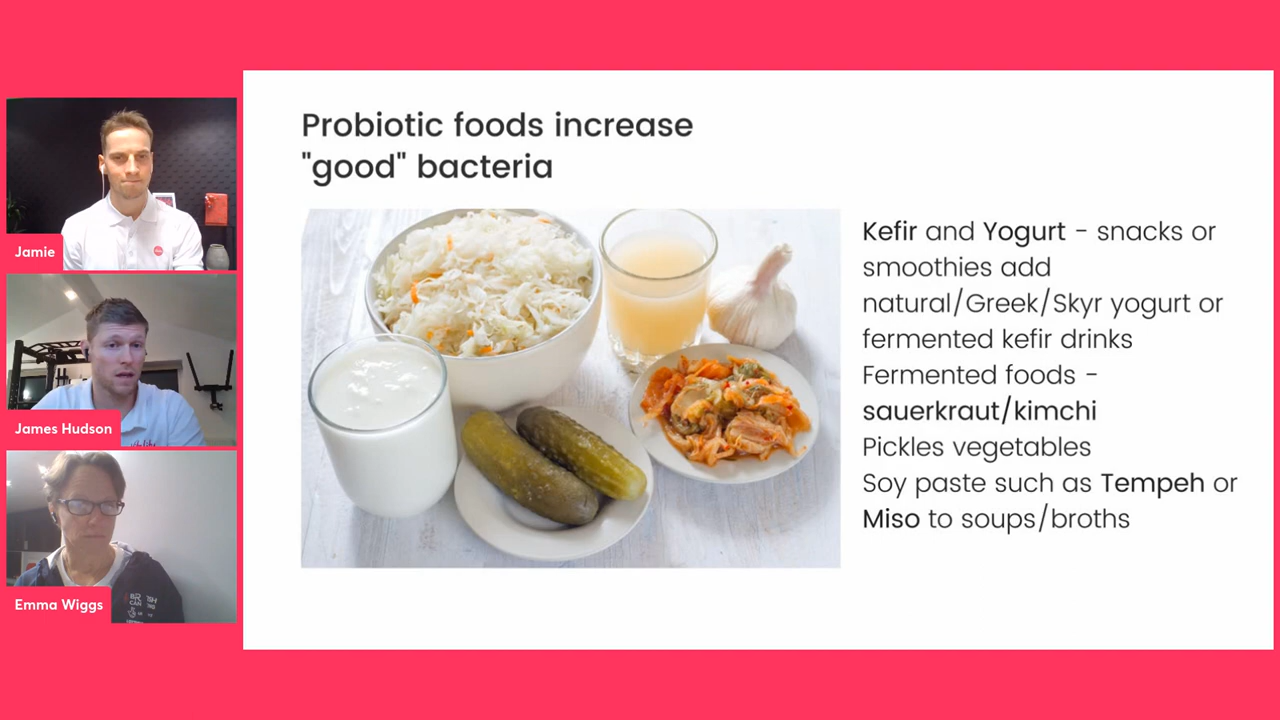 Probiotic foods increase
"good" bacteria
Kefir and Yogurt - snacks or
smoothies add
natural/Greek/Skyr yogurt or
fermented kefir drinks
Fermented foods -
sauerkraut/kimchi
Pickles vegetables
Soy paste such as Tempeh or
Miso to soups/broths
Jamie
James Hudson
Emma Wiggs